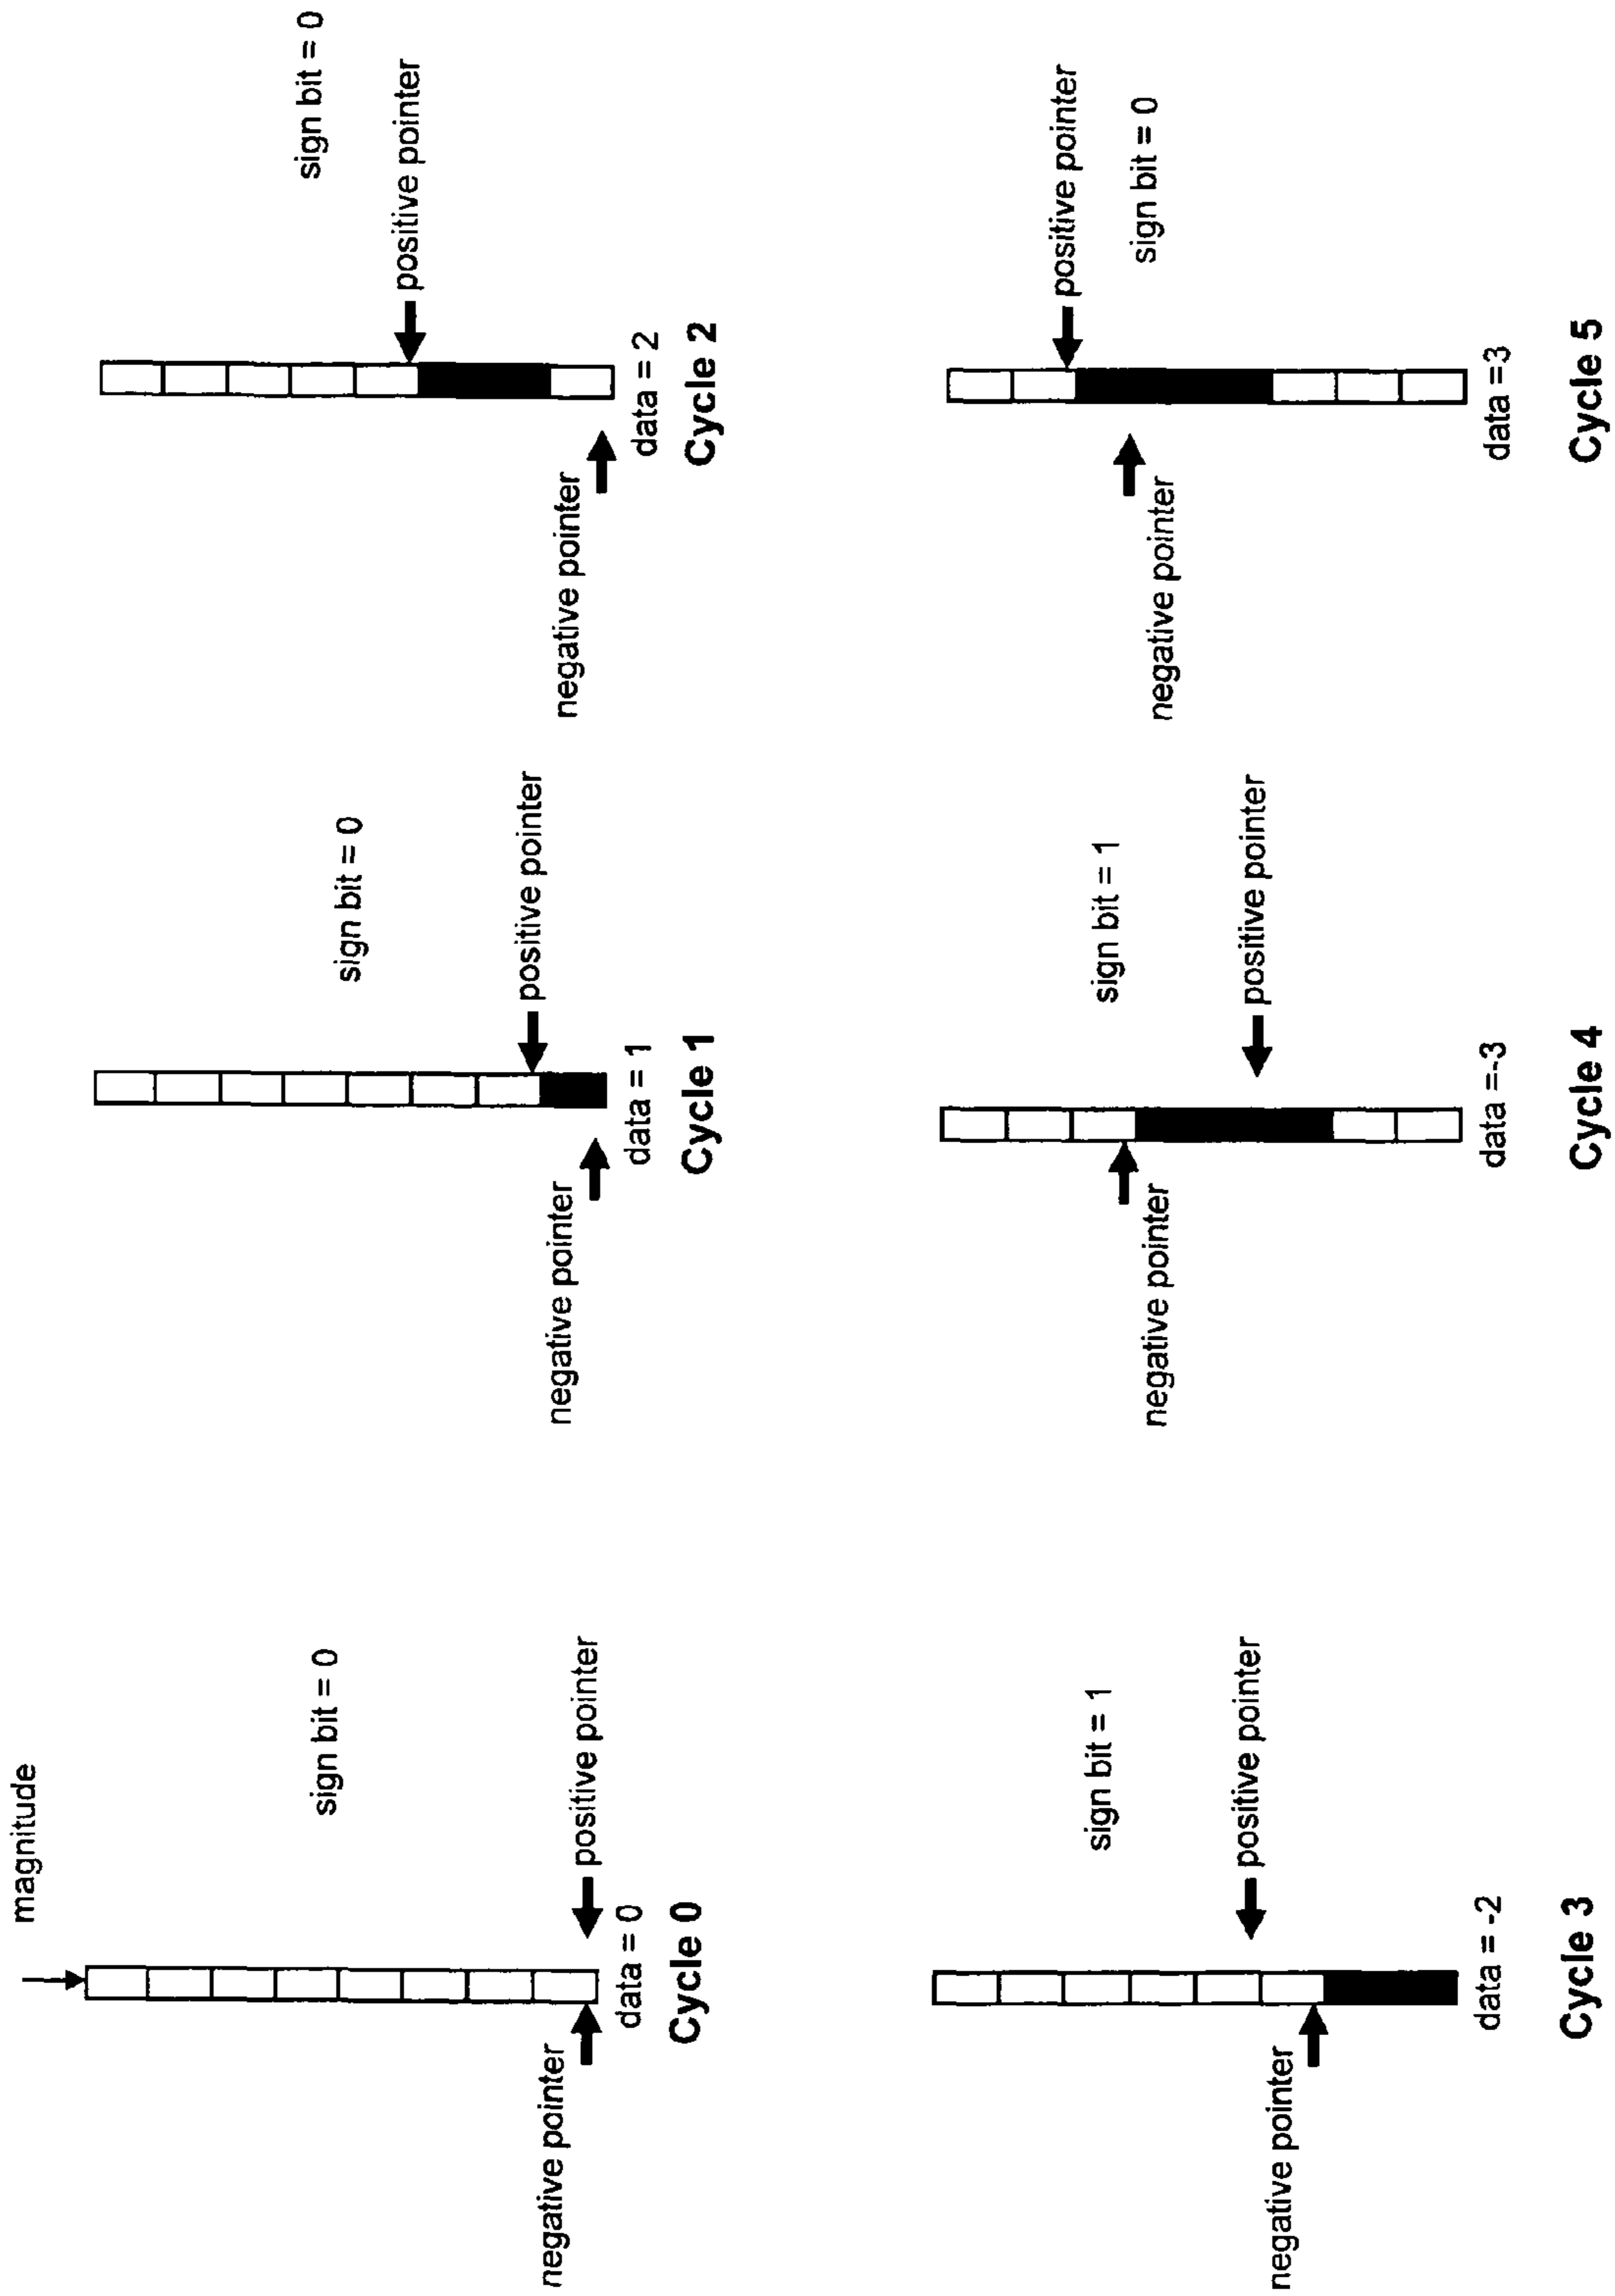 magnitude
sign bit = 0
negative pointer
positive pointer
data = 0
Cycle 0
sign bit = 0
positive pointer
negative pointer
data = 1
Cycle 1
sign bit = 0
positive pointer
negative pointer
data = 2
Cycle 2
sign bit = 1
positive pointer
negative pointer
data = -2
Cycle 3
sign bit = 1
negative pointer
positive pointer
data =-3
Cycle 4
positive pointer
sign bit = 0
negative pointer
data =3
Cycle 5